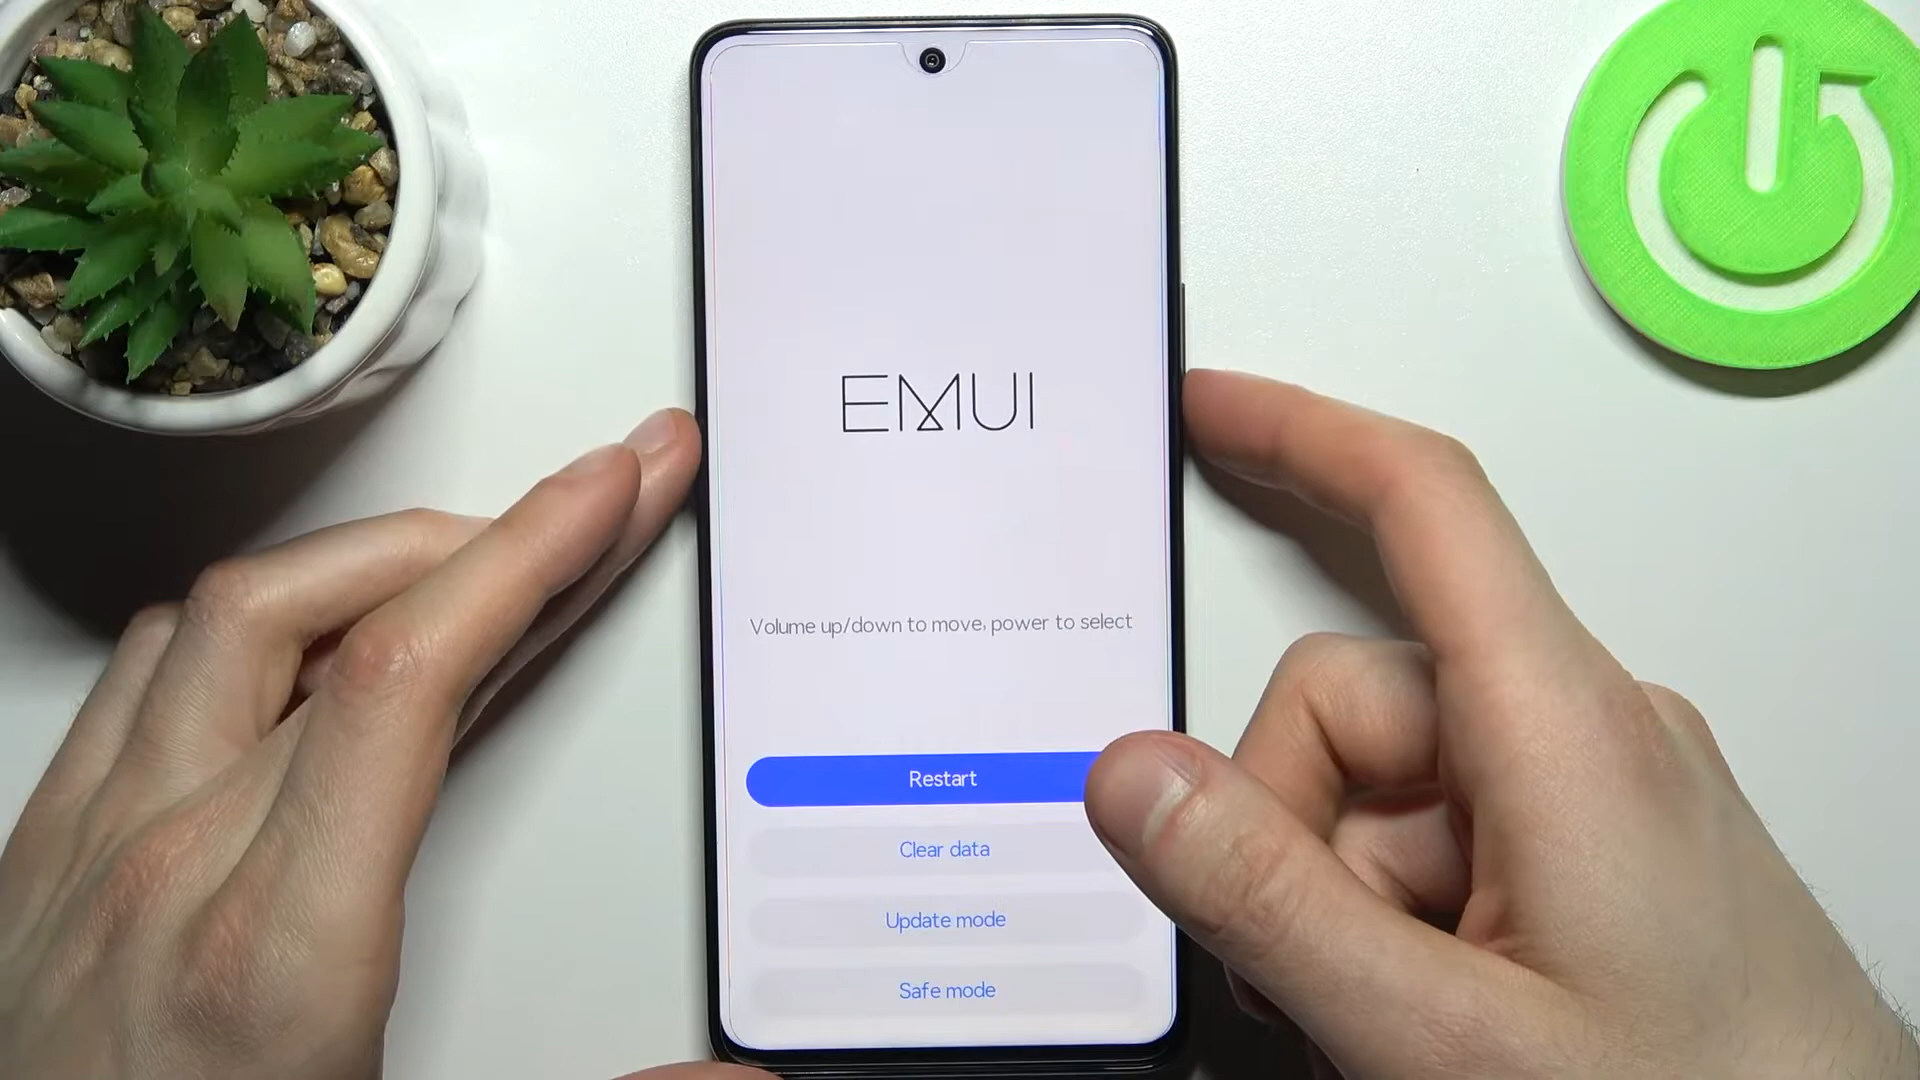 EMUI
Volume up/down to move, power to select
Restart
Clear data
Update mode
Safe mode